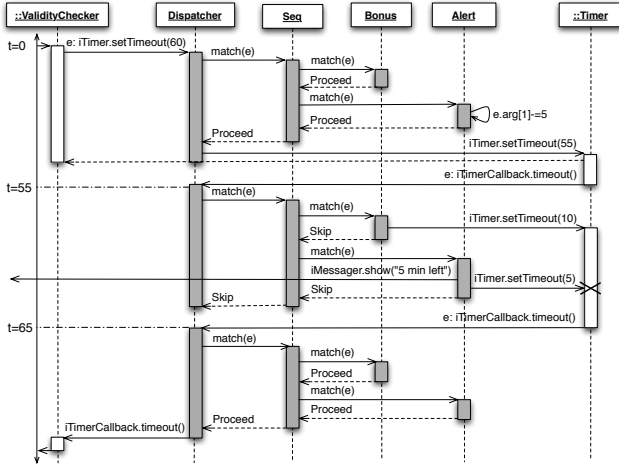 ::ValidityChecker Dispatcher Seq Bonus Alert ::Timer
t=0
e: iTimer.setTimeout(60)
match(e)
match(e)
Proceed
match(e)
e.arg[1]-=5
Proceed
Proceed
iTimer.setTimeout(55)
e: iTimerCallback.timeout()
t=55
match(e)
match(e)
iTimer.setTimeout(10)
Skip
match(e)
iMessager.show("5 min left")
iTimer.setTimeout(5)
Skip
Skip
e: iTimerCallback.timeout()
t=65
match(e)
match(e)
Proceed
match(e)
Proceed
Proceed
iTimerCallback.timeout()